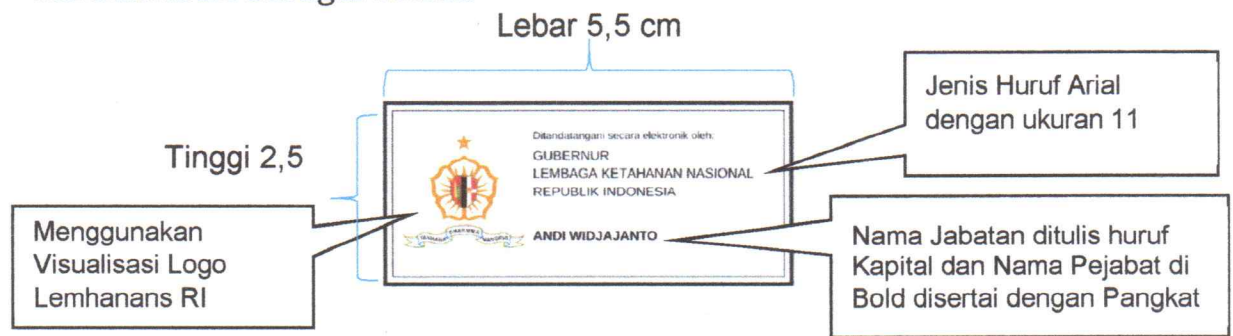 Lebar 5,5 cm
Jenis Huruf Arial
dengan ukuran 11
Tinggi 2,5
Ditandatangani secara elektronik oleh:
GUBERNUR
LEMBAGA KETAHANAN NASIONAL
REPUBLIK INDONESIA
ANDI WIDJAJANTO
Menggunakan
Visualisasi Logo
Lemhanans RI
Nama Jabatan ditulis huruf
Kapital dan Nama Pejabat di
Bold disertai dengan Pangkat